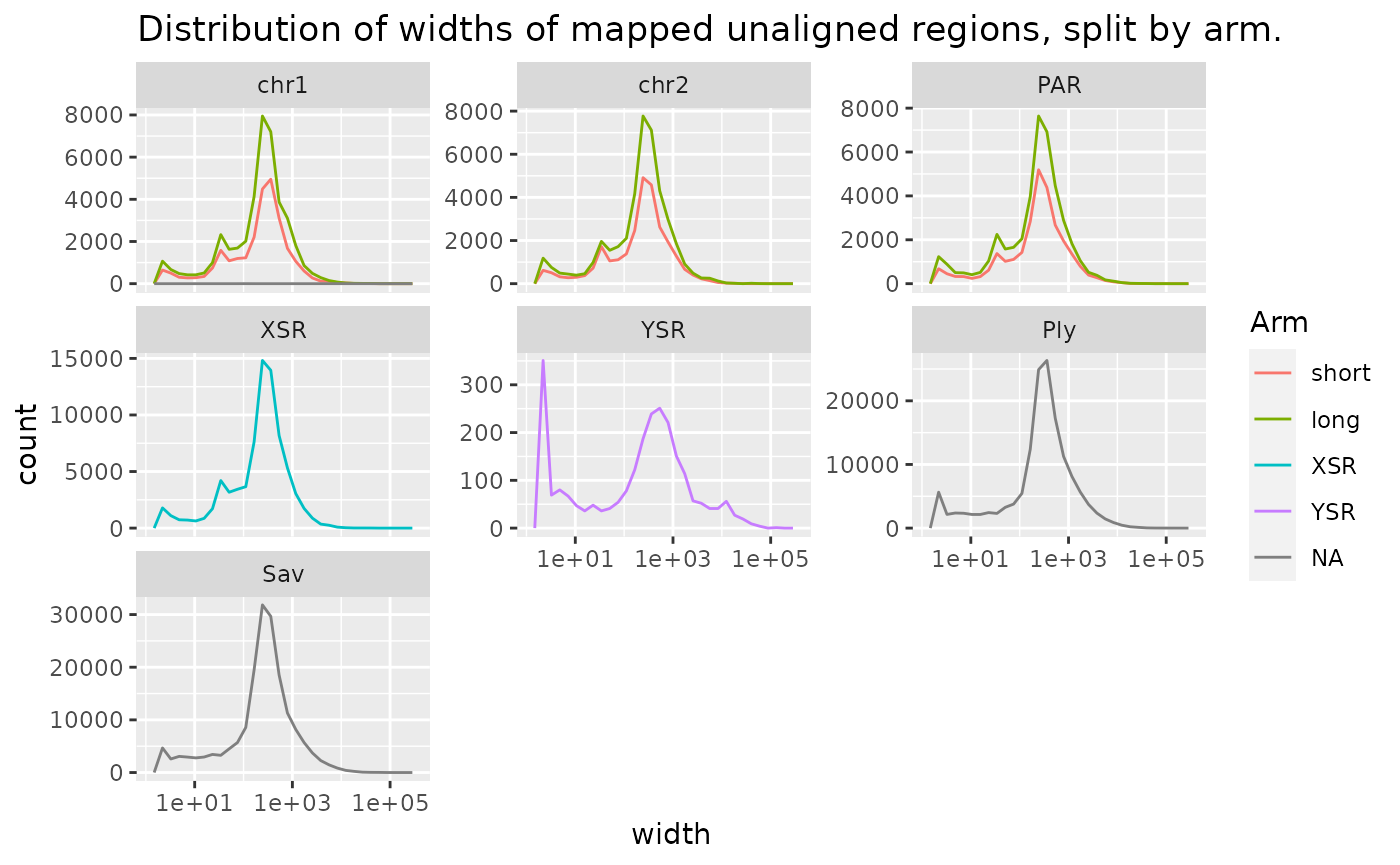 Distribution of widths of mapped unaligned regions, split by arm.
chr1
chr2
PAR
8000
6000
4000
2000
0
8000
6000
4000
2000
0
8000
6000
4000
2000
0
XSR
YSR
Ply
15000
10000
5000
0
300
200
100
0
20000
10000
0
1e+01
1e+03
1e+05
1e+01
1e+03
1e+05
Sav
30000
20000
10000
0
1e+01
1e+03
1e+05
count
width
Arm
short
long
XSR
YSR
NA